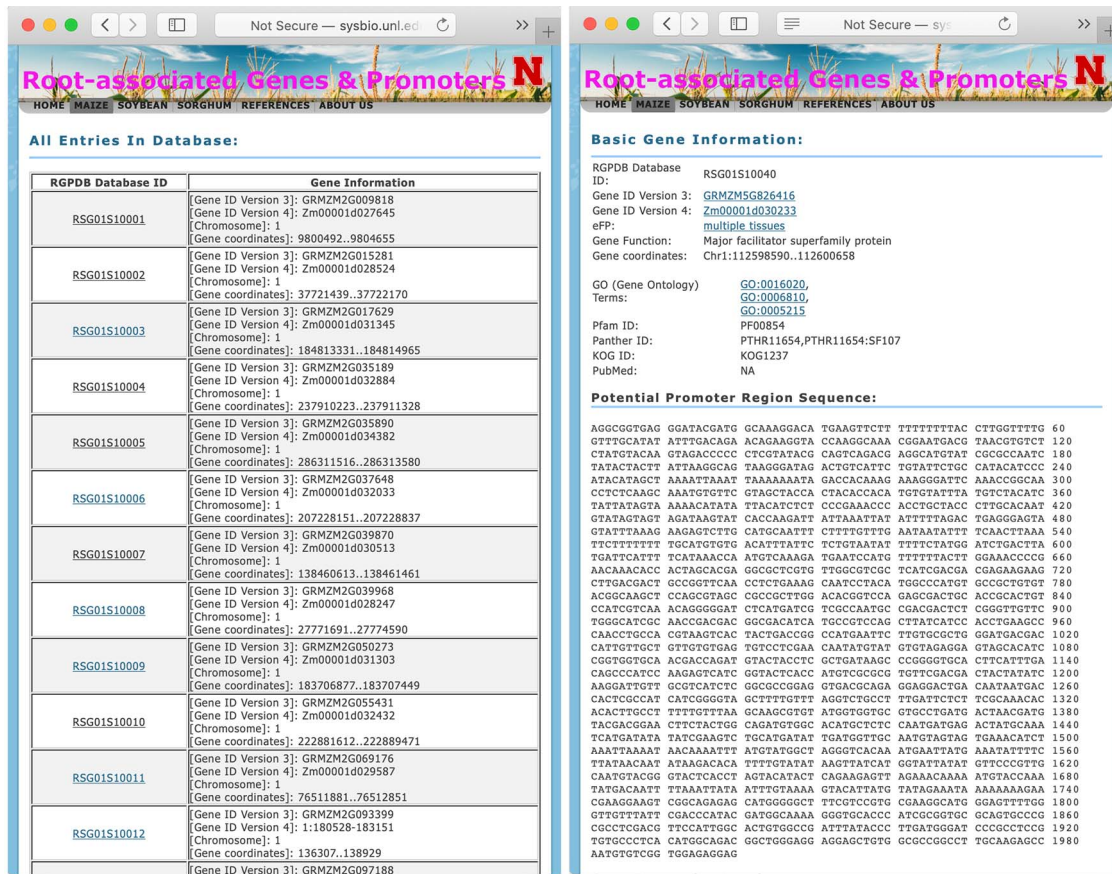 Not Secure — sysbio.unl.ed
Root-associated Genes & Promoters N
HOME MAIZE SOYBEAN SORGHUM REFERENCES ABOUT US
All Entries In Database:
RGPDB Database ID Gene Information
RSG01S10001
[Gene ID Version 3]: GRMZM2G009818
[Gene ID Version 4]: Zm00001d027645
[Chromosome]: 1
[Gene coordinates]: 9800492..9804655
RSG01S10002
[Gene ID Version 3]: GRMZM2G015281
[Gene ID Version 4]: Zm00001d028524
[Chromosome]: 1
[Gene coordinates]: 37721439..37722170
RSG01S10003
[Gene ID Version 3]: GRMZM2G017629
[Gene ID Version 4]: Zm00001d031345
[Chromosome]: 1
[Gene coordinates]: 184813331..184814965
RSG01S10004
[Gene ID Version 3]: GRMZM2G035189
[Gene ID Version 4]: Zm00001d032884
[Chromosome]: 1
[Gene coordinates]: 237910223..237911328
RSG01S10005
[Gene ID Version 3]: GRMZM2G035890
[Gene ID Version 4]: Zm00001d034382
[Chromosome]: 1
[Gene coordinates]: 286311516..286313580
RSG01S10006
[Gene ID Version 3]: GRMZM2G037648
[Gene ID Version 4]: Zm00001d032033
[Chromosome]: 1
[Gene coordinates]: 207228151..207228837
RSG01S10007
[Gene ID Version 3]: GRMZM2G039870
[Gene ID Version 4]: Zm00001d030513
[Chromosome]: 1
[Gene coordinates]: 138460613..138461461
RSG01S10008
[Gene ID Version 3]: GRMZM2G039968
[Gene ID Version 4]: Zm00001d028247
[Chromosome]: 1
[Gene coordinates]: 27771691..27774590
RSG01S10009
[Gene ID Version 3]: GRMZM2G050273
[Gene ID Version 4]: Zm00001d031303
[Chromosome]: 1
[Gene coordinates]: 183706877..183707449
RSG01S10010
[Gene ID Version 3]: GRMZM2G055431
[Gene ID Version 4]: Zm00001d032432
[Chromosome]: 1
[Gene coordinates]: 222881612..222889471
RSG01S10011
[Gene ID Version 3]: GRMZM2G069176
[Gene ID Version 4]: Zm00001d029587
[Chromosome]: 1
[Gene coordinates]: 76511881..76512851
RSG01S10012
[Gene ID Version 3]: GRMZM2G093399
[Gene ID Version 4]: 1:180528-183151
[Chromosome]: 1
[Gene coordinates]: 136307..138929
[Gene ID Version 3]: GRMZM2G097188
Not Secure — sys
Root-associated Genes & Promoters N
HOME MAIZE SOYBEAN SORGHUM REFERENCES ABOUT US
Basic Gene Information:
RGPDB Database ID: RSG01S10040
Gene ID Version 3: GRMZM5G826416
Gene ID Version 4: Zm00001d030233
eFP: multiple tissues
Gene Function: Major facilitator superfamily protein
Gene coordinates: Chr1:112598590..112600658
GO (Gene Ontology) Terms: GO:0016020,
GO:0006810,
GO:0005215
Pfam ID: PF00854
Panther ID: PTHR11654,PTHR11654:SF107
KOG ID: KOG1237
PubMed: NA
Potential Promoter Region Sequence:
AGGCGGTGAG GGATACGATG GCAAAGGACA TGAAGTTCTT TTTTTTTTAC CTTGGTTTTG 60
GTTTGCATAT ATTTGACAGA ACAGAAGGTA CCAAGGCAAA CGGAATGACG TAACGTGTCT 120
CTATGTACAA GTAGACCCCC CTCGTATACG CAGTCAGACG AGGCATGTAT CGCGCCAATC 180
TATACTACTT ATTAAGGCAG TAAGGGATAG ACTGTCATTC TGTATTCTGC CATACATCCC 240
ATACATAGCT AAAATTAAAT TAAAAAAATA GACCACAAAG AAAGGGATTC AAACCGGCAA 300
CCTCTCAAGC AAATGTGTTC GTAGCTACCA CTACACCACA TGTGTATTTA TGTCTACATC 360
TATTATAGTA AAAACATATA TTACATCTCT CCCGAAACCC ACCTGCTACC CTTGCACAAT 420
GTATAGTAGT AGATAAGTAT CACCAAGATT ATTAAATTAT ATTTTTAGAC TGAGGGAGTA 480
GTATTTAAAG AAGAGTCTTG CATGCAATTT CTTTTGTTTG AATAATATTT TCAACTTAAA 540
TTCTTTTTTT TGCATGTGTG ACATTTATTC TCTGTAATAT TTTTCTATGG ATCTGACTTA 600
TGATTCATTT TCATAAACCA ATGTCAAAGA TGAATCCATG TTTTTTACTT GGAAACCCCG 660
AACAAACACC ACTAGCACGA GGCGCTCGTG TTGGCGTCGC TCATCGACGA CGAGAAGAAG 720
CTTGACGACT GCCGGTTCAA CCTCTGAAAG CAATCCTACA TGGCCCATGT GCCGCTGTGT 780
ACGGCAAGCT CCAGCGTAGC CGCCGCTTGG ACACGGTCCA GAGCGACTGC ACCGCACTGT 840
CCATCGTCAA ACAGGGGGAT CTCATGATCG TCGCCAATGC CGACGACTCT CGGGTTGTTC 900
TGGGCATCGC AACCGACGAC GGCGACATCA TGCCGTCCAG CTTATCATCC ACCTGAAGCC 960
CAACCTGCCA CGTAAGTCAC TACTGACCGG CCATGAATTC TTGTGCGCTG GGATGACGAC 1020
CATTGTTGCT GTTGTGTGAG TGTCCTCGAA CAATATGTAT GTGTAGAGGA GTAGCACATC 1080
CGGTGGTGCA ACGACCAGAT GTACTACCTC GCTGATAAGC CCGGGGTGCA CTTCATTTGA 1140
CAGCCCATCC AAGAGTCATC GGTACTCACC ATGTCGCGCG TGTTCGACGA CTACTATATC 1200
AAGGATTGTT GCGTCATCTC GGCGCCGGAG GTGACGCAGA GGAGGACTGA CAATAATGAC 1260
CACTCGCCAT CATCGGGGTA GCTTTTGTTT AGGTCTGCCT TTGATTCTCT TCGCAAACAC 1320
ACACTTGCCT TTTTGTTTAA GCAAGCGTGT ATGGTGGTGC GTGCCTGATG ACTAACGATG 1380
TACGACGGAA CTTCTACTGG CAGATGTGGC ACATGCTCTC CAATGATGAG ACTATGCAAA 1440
TCATGATATA TATCGAAGTC TGCATGATAT TGATGGTTGC AATGTAGTAG TGAAACATCT 1500
AAATTAAAAT AACAAAATTT ATGTATGGCT AGGGTCACAA ATGAATTATG AAATATTTTC 1560
TTATAACAAT ATAAGACACA TTTTGTATAT AAGTTATCAT GGTATTATAT GTTCCCGTTG 1620
CAATGTACGG GTACTCACCT AGTACATACT CAGAAGAGTT AGAAACAAAA ATGTACCAAA 1680
TATGACAATT TTAAATTATA ATATTTGTAA GTACATTATG TATAGAAATA AAAAAAGAAA 1740
CGAAGGAAGT CGGCAGAGAG CATGGGGGCT TTCGTCCGTG CGAAGGCATG GGAGTTTTGG 1800
GTTGTTTATT CGACCCATAC GATGGCAAAA GGGTGCACCC ATCGCGGTGC GCAGTGCCCG 1860
CGCCTCGACG TTCCATTGGC ACTGTGGCCG ATTTATACCC TTGATGGGAT CCCGCCTCCG 1920
TGTGCCCTCA CATGGCAGAC GGCTGGGAGG AGGAGCTGTG GCGCCGGCCT TGCAAGAGCC 1980
AATGTGTCGG TGGAGAGGAG